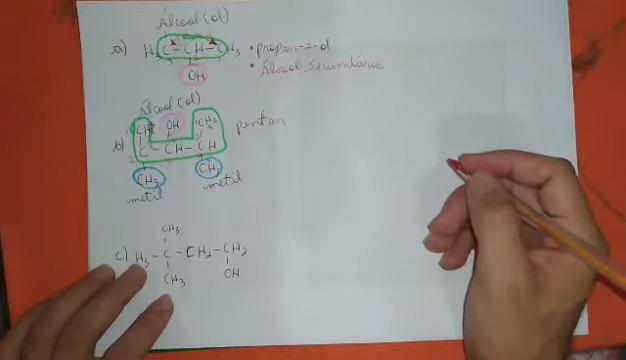 Álcool (ol)
a) H₃C - CH - CH₃ • propan-2-ol
OH • Álcool Secundário
Álcool (ol)
CH₃ OH CH₃ pentan
b) C - CH - CH
CH₃ CH₃
metil metil
CH₃
c) H₃ - C - CH₂ - CH₂
CH₃ OH